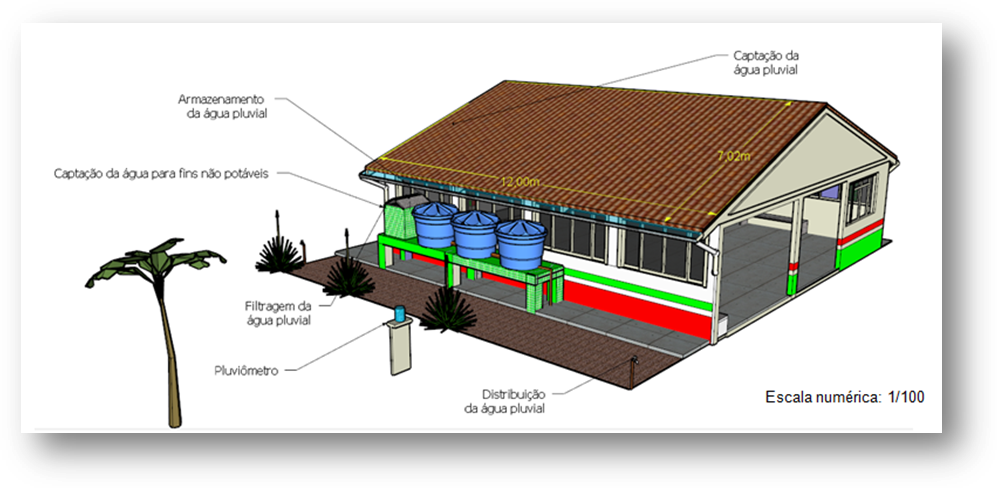 Captação da
água pluvial
Armazenamento
da água pluvial
7,02m
Captação da água para fins não potáveis
12,00m
Filtragem da
água pluvial
Pluviômetro
Distribuição
da água pluvial
Escala numérica: 1/100